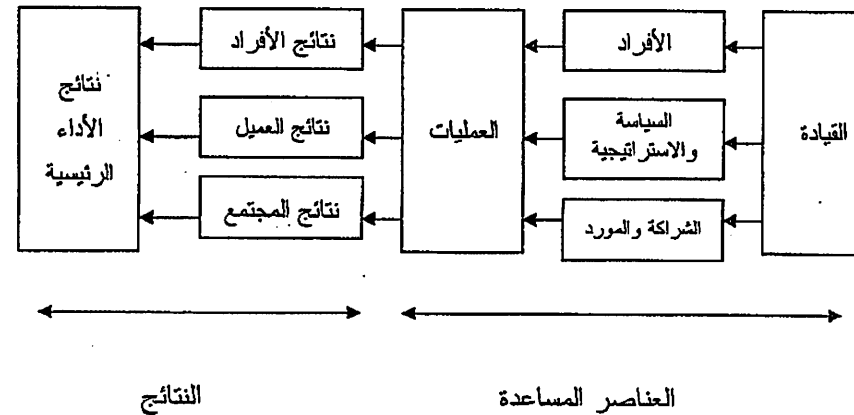 القيادة
الأفراد
السياسة
والاستراتيجية
الشراكة والمورد
العمليات
نتائج الأفراد
نتائج العميل
نتائج المجتمع
نتائج
الأداء
الرئيسية
العناصر المساعدة
النتائج